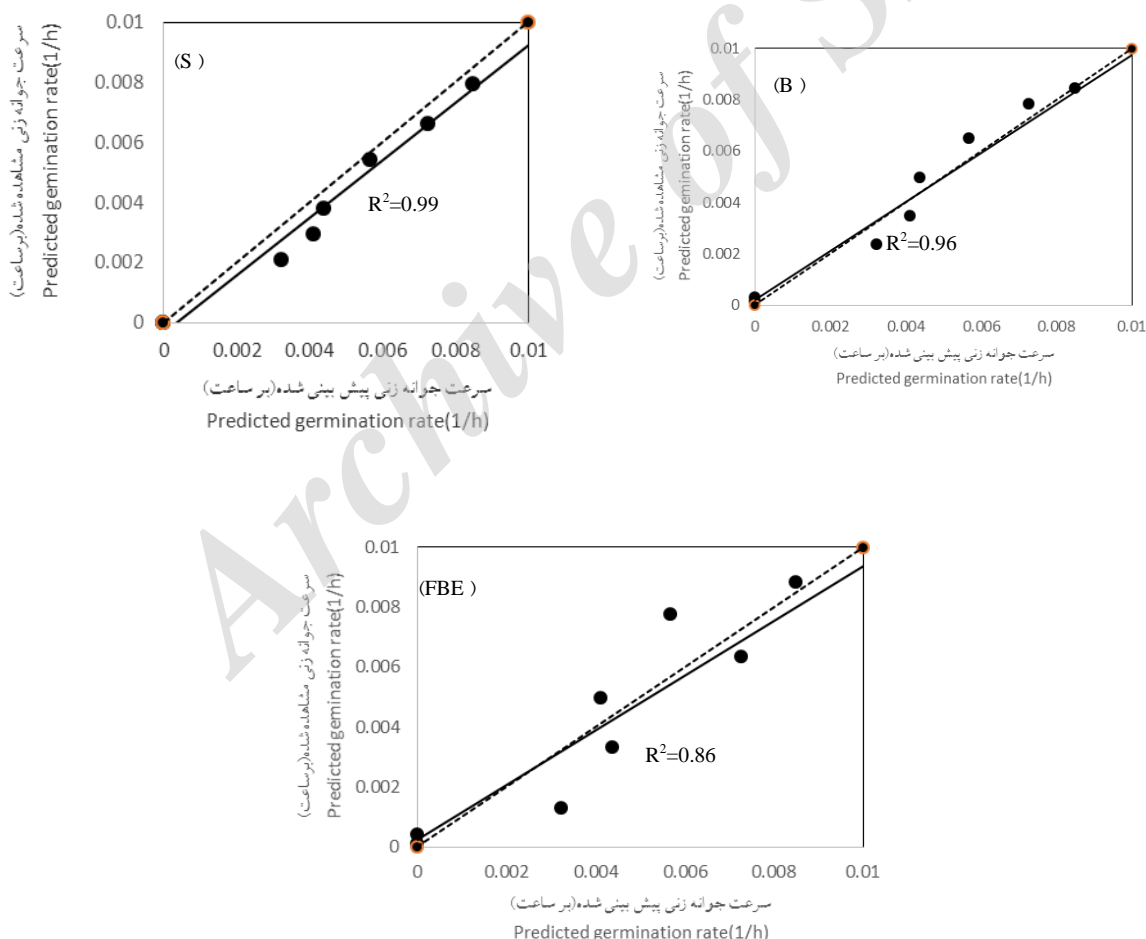 (S )
0.01
0.008
0.006
0.004
0.002
0
0 0.002 0.004 0.006 0.008 0.01
R²=0.99
سرعت جوانه زنی مشاهده شده(برساعت)
Predicted gemination rate(1/h)
سرعت جوانه زنی پیش بینی شده(بر ساعت)
Predicted germination rate(1/h)
(B )
0.01
0.008
0.006
0.004
0.002
0
0 0.002 0.004 0.006 0.008 0.01
R²=0.96
سرعت جوانه زنی مشاهده شده(برساعت)
Predicted gemination rate(1/h)
سرعت جوانه زنی پیش بینی شده(بر ساعت)
Predicted germination rate(1/h)
(FBE )
0.01
0.008
0.006
0.004
0.002
0
0 0.002 0.004 0.006 0.008 0.01
R²=0.86
سرعت جوانه زنی مشاهده شده(برساعت)
Predicted gemination rate(1/h)
سرعت جوانه زنی پیش بینی شده(بر ساعت)
Predicted germination rate(1/h)
Archive of S